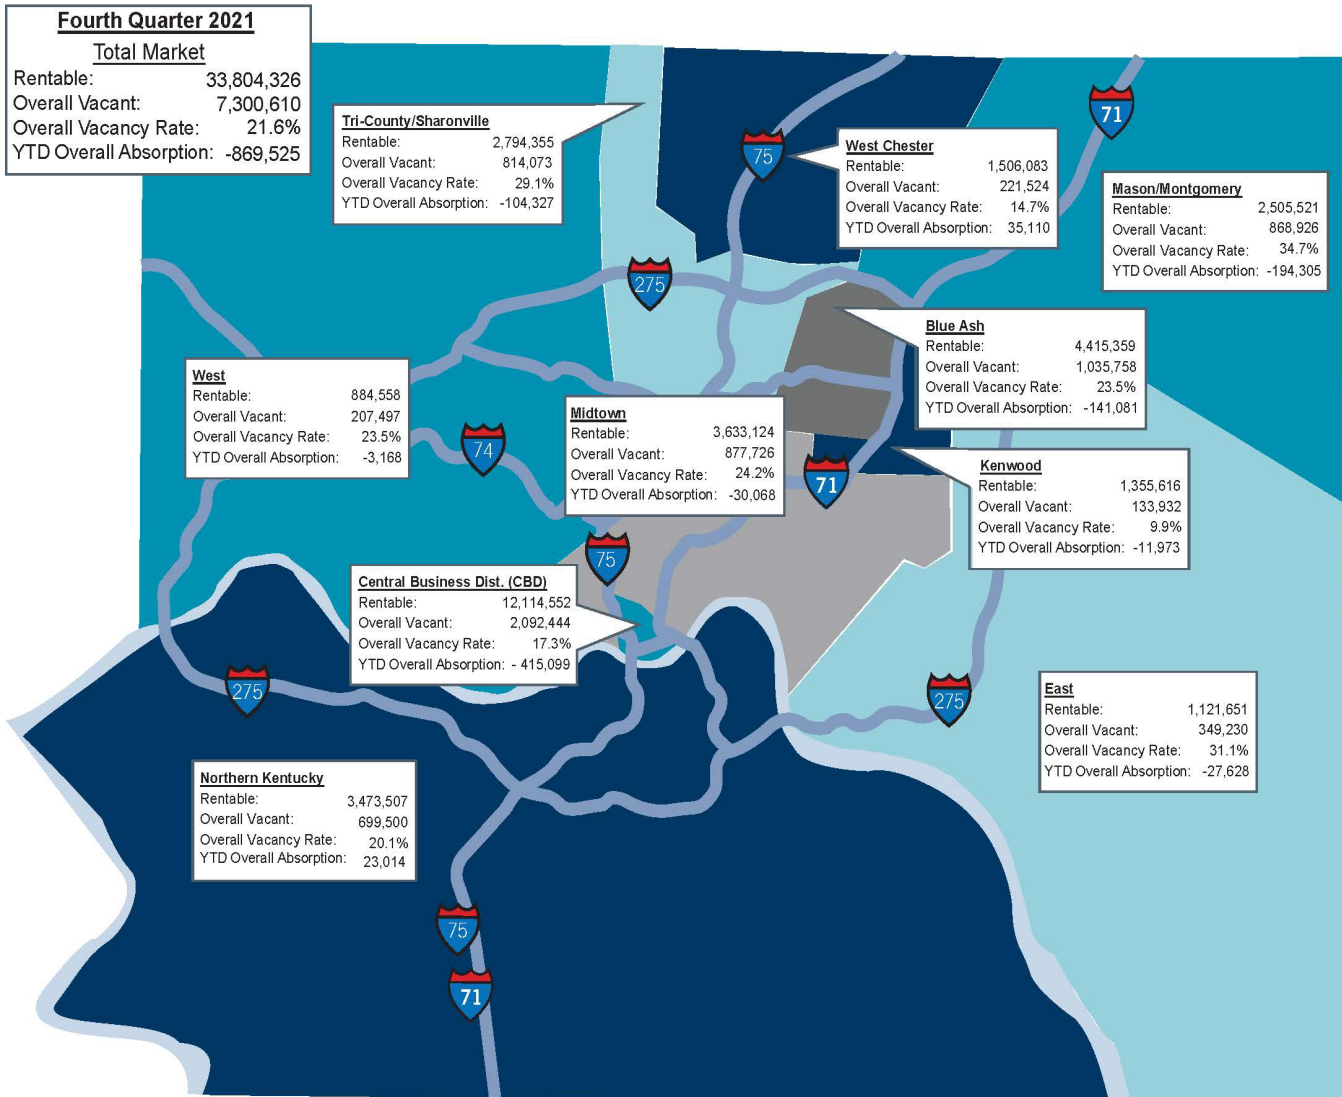 Fourth Quarter 2021
Total Market
Rentable: 33,804,326
Overall Vacant: 7,300,610
Overall Vacancy Rate: 21.6%
YTD Overall Absorption: -869,525
Tri-County/Sharonville
Rentable: 2,794,355
Overall Vacant: 814,073
Overall Vacancy Rate: 29.1%
YTD Overall Absorption: -104,327
75
West Chester
Rentable: 1,506,083
Overall Vacant: 221,524
Overall Vacancy Rate: 14.7%
YTD Overall Absorption: 35,110
71
Mason/Montgomery
Rentable: 2,505,521
Overall Vacant: 868,926
Overall Vacancy Rate: 34.7%
YTD Overall Absorption: -194,305
275
Blue Ash
Rentable: 4,415,359
Overall Vacant: 1,035,758
Overall Vacancy Rate: 23.5%
YTD Overall Absorption: -141,081
West
Rentable: 884,558
Overall Vacant: 207,497
Overall Vacancy Rate: 23.5%
YTD Overall Absorption: -3,168
74
Midtown
Rentable: 3,633,124
Overall Vacant: 877,726
Overall Vacancy Rate: 24.2%
YTD Overall Absorption: -30,068
71
Kenwood
Rentable: 1,355,616
Overall Vacant: 133,932
Overall Vacancy Rate: 9.9%
YTD Overall Absorption: -11,973
75
Central Business Dist. (CBD)
Rentable: 12,114,552
Overall Vacant: 2,092,444
Overall Vacancy Rate: 17.3%
YTD Overall Absorption: - 415,099
275
275
East
Rentable: 1,121,651
Overall Vacant: 349,230
Overall Vacancy Rate: 31.1%
YTD Overall Absorption: -27,628
Northern Kentucky
Rentable: 3,473,507
Overall Vacant: 699,500
Overall Vacancy Rate: 20.1%
YTD Overall Absorption: 23,014
75
71